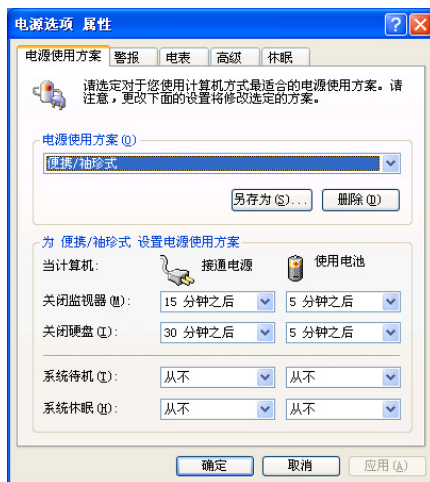 电源选项 属性
电源使用方案 警报 电表 高级 休眠
请选定对于您使用计算机方式最适合的电源使用方案。请
注意，更改下面的设置将修改选定的方案。
电源使用方案(O)
便携/袖珍式
另存为(S)... 删除(D)
为 便携/袖珍式 设置电源使用方案
当计算机: 接通电源 使用电池
关闭监视器(M): 15 分钟之后 5 分钟之后
关闭硬盘(I): 30 分钟之后 5 分钟之后
系统待机(T): 从不 从不
系统休眠(H): 从不 从不
确定 取消 应用(A)